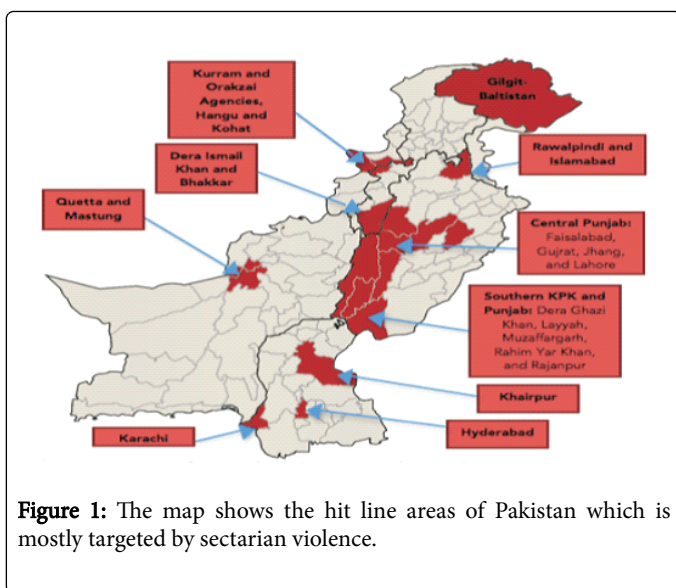 Kurram and
Orakzai
Agencies,
Hangu and
Kohat
Gilgit-
Baltistan
Dera Ismail
Khan and
Bhakkar
Rawalpindi and
Islamabad
Quetta and
Mastung
Central Punjab:
Faisalabad,
Gujrat, Jhang,
and Lahore
Southern KPK and
Punjab: Dera Ghazi
Khan, Layyah,
Muzaffargarh,
Rahim Yar Khan,
and Rajanpur
Khairpur
Karachi
Hyderabad
Figure 1: The map shows the hit line areas of Pakistan which is
mostly targeted by sectarian violence.